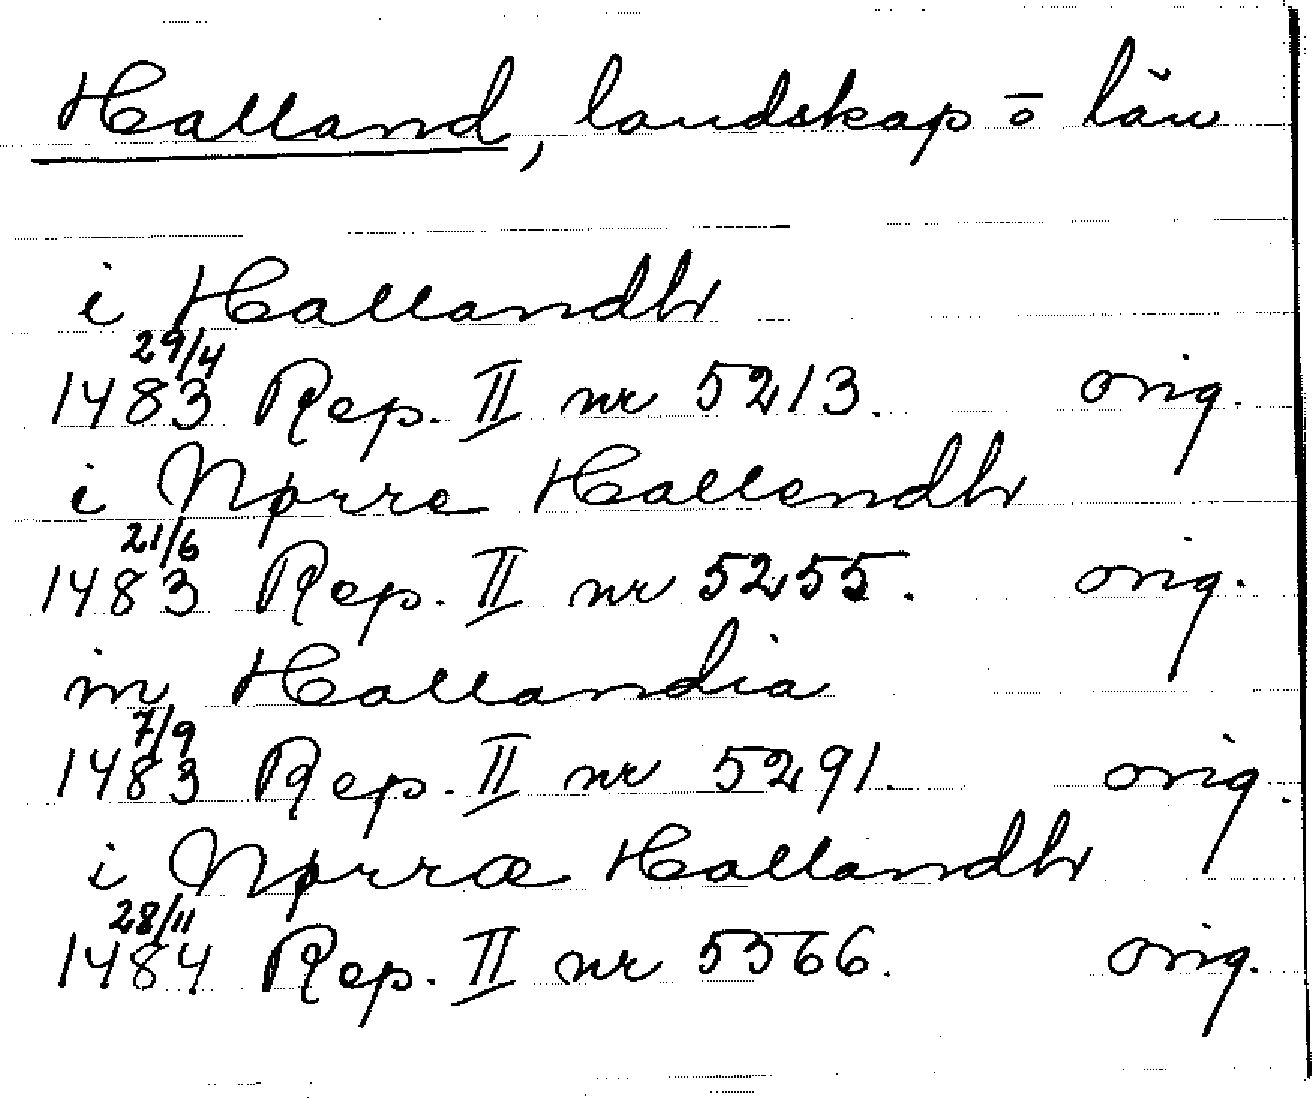 Halland, landskap ō län
i Hallandh
29/4
1483 Rep. II nr 5213. orig.
i Nørre Hallendh
21/6
1483 Rep. II nr 5255. orig.
in Hallandia
7/9
1483 Rep. II nr 5291. orig.
i Nørræ Hallandh
28/11
1484 Rep. II nr 5566. orig.